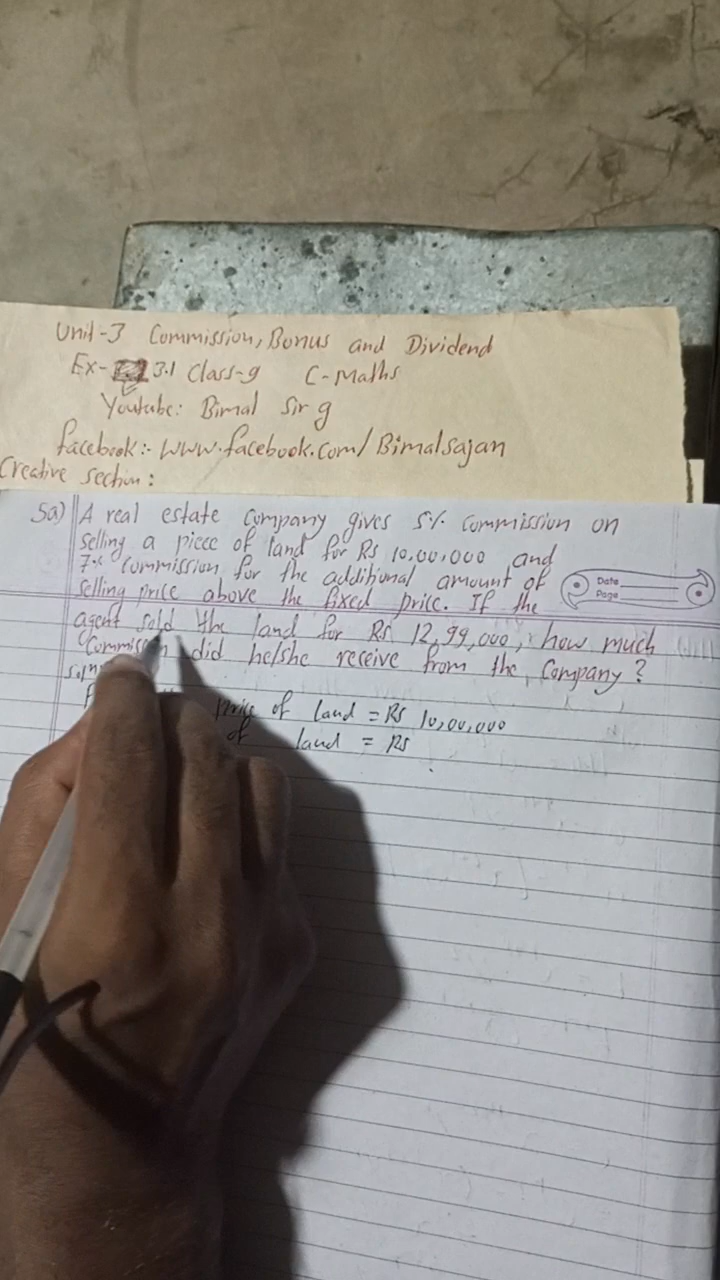 Unit-3 Commission, Bonus and Dividend
Ex- 3.1 Class-9 C-Maths
Youtube: Bimal Sir 9
facebook:- www.facebook.com/Bimalsajan
Creative section:
5a) A real estate company gives 5% commission on
selling a piece of land for Rs 10,00,000 and
7% commission for the additional amount of
selling price above the fixed price. If the
agent sold the land for Rs 12,99,000, how much
commission did he/she receive from the Company?
Date
Page
price of land = Rs 10,00,000
of land = Rs